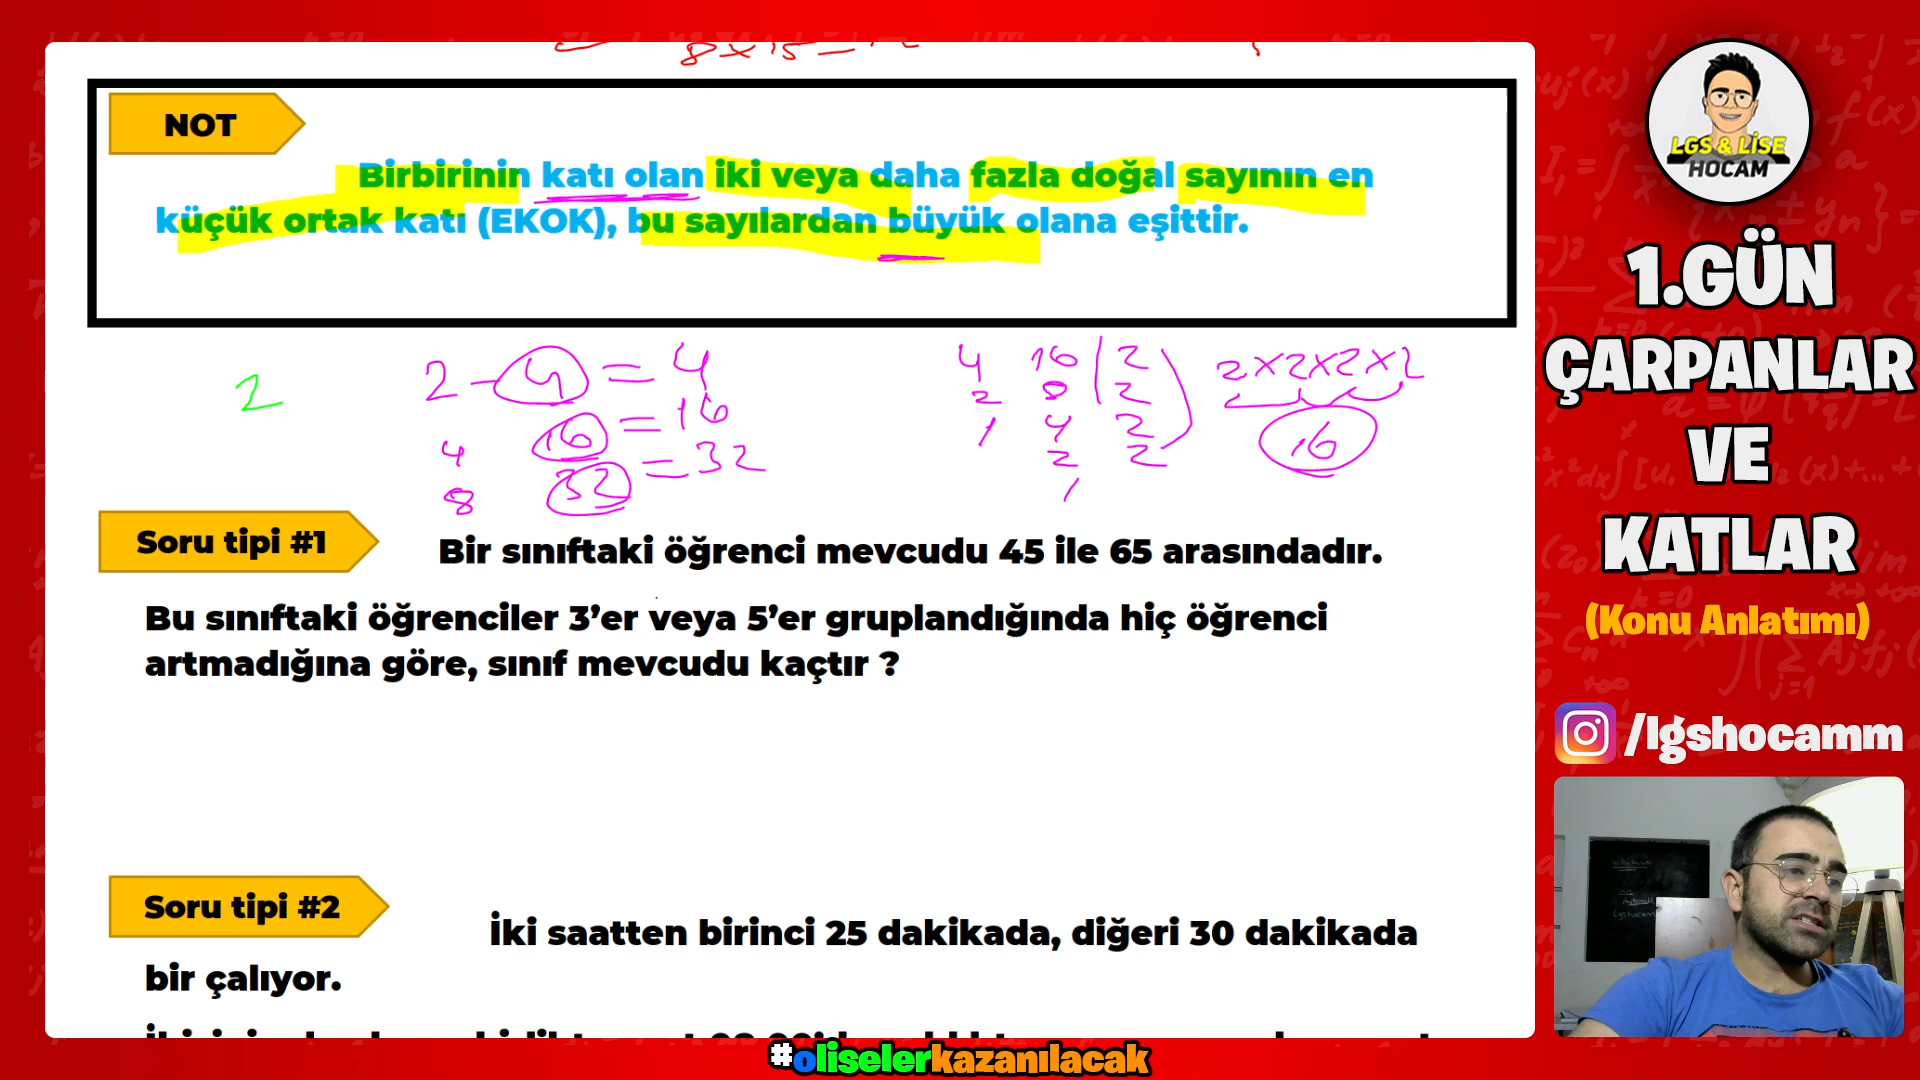 8x15=
NOT
Birbirinin katı olan iki veya daha fazla doğal sayının en
küçük ortak katı (EKOK), bu sayılardan büyük olana eşittir.
2
2 - 4 = 4
4 16 = 16
8 32 = 32
4 16 2
2 8 2
1 4 2
2 2
1
2x2x2x2
16
Soru tipi #1
Bir sınıftaki öğrenci mevcudu 45 ile 65 arasındadır.
Bu sınıftaki öğrenciler 3’er veya 5’er gruplandığında hiç öğrenci
artmadığına göre, sınıf mevcudu kaçtır ?
Soru tipi #2
İki saatten birinci 25 dakikada, diğeri 30 dakikada
bir çalıyor.
LGS & LİSE
HOCAM
1.GÜN
ÇARPANLAR
VE
KATLAR
(Konu Anlatımı)
/lgshocamm
#oliselerkazanılacak